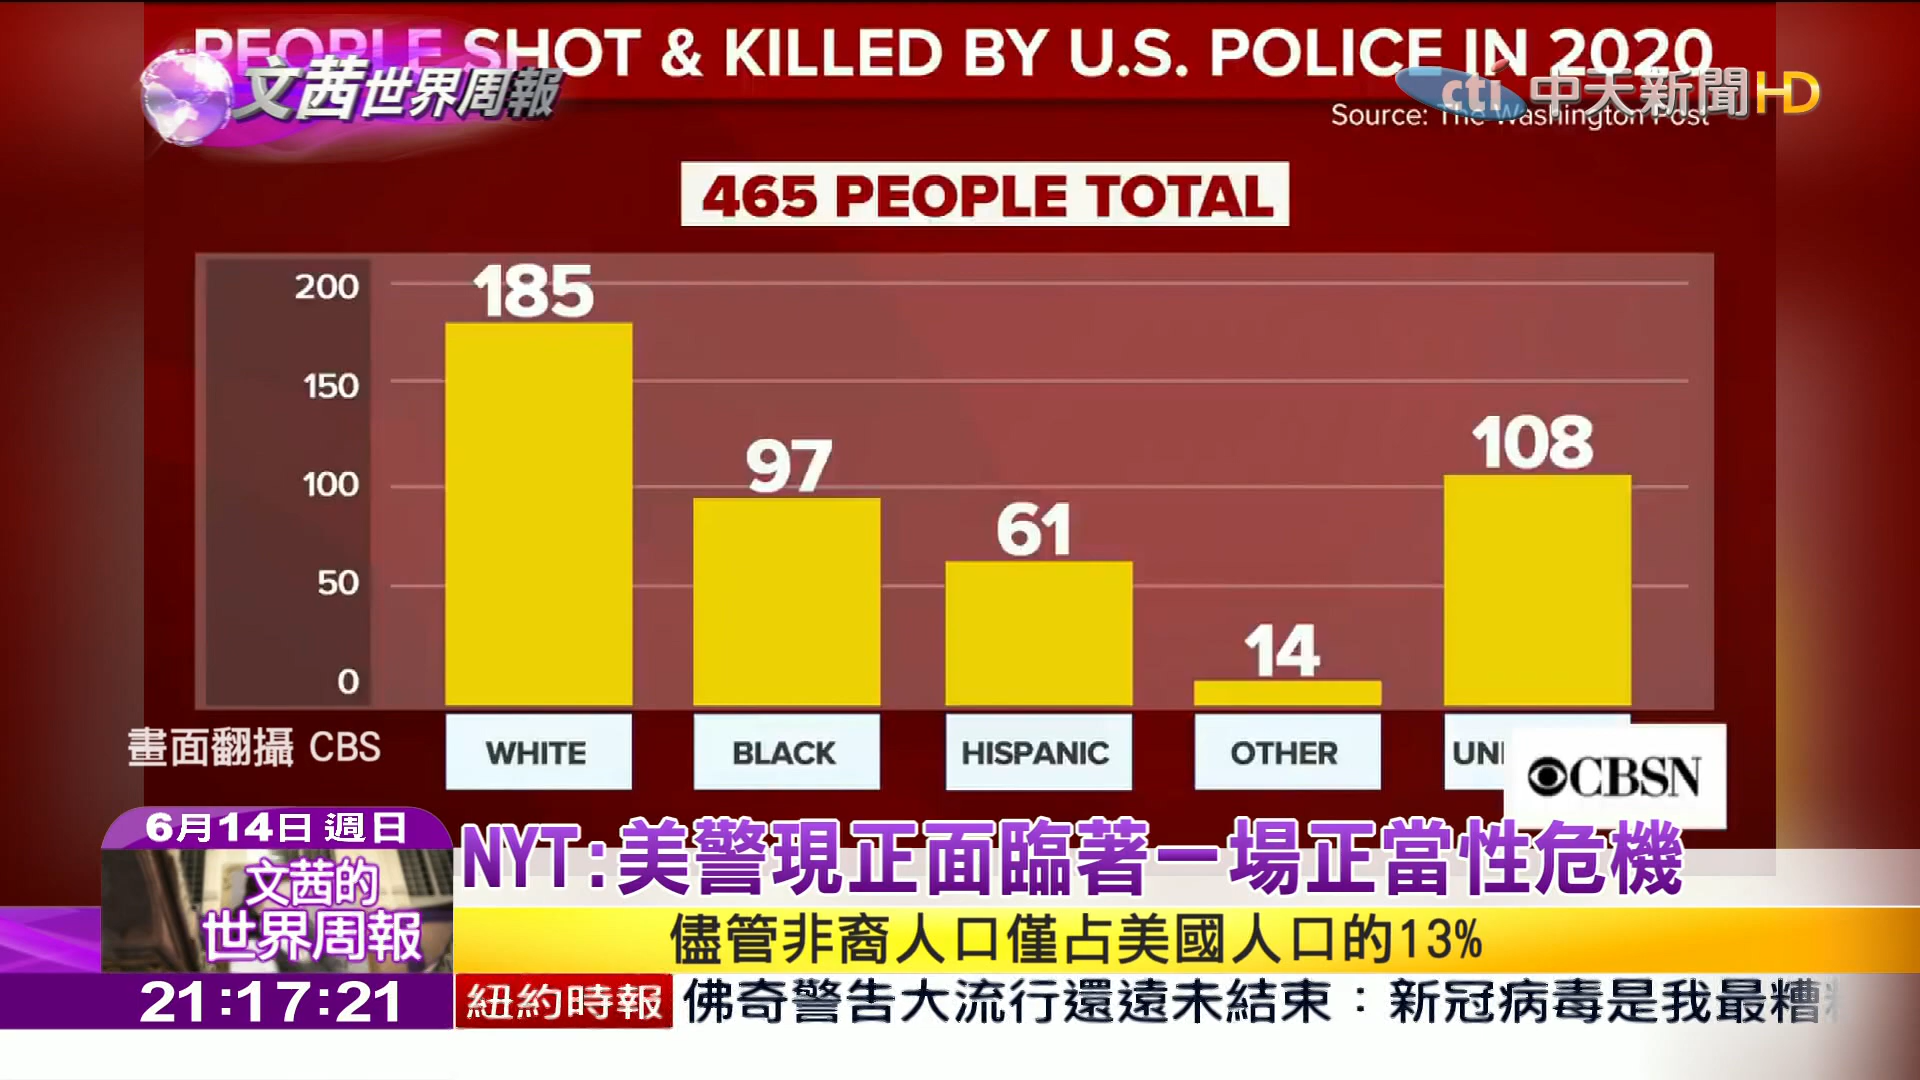 PEOPLE SHOT & KILLED BY U.S. POLICE IN 2020
文茜世界周報
cti 中天新聞HD
Source: The Washington Post
465 PEOPLE TOTAL
200
150
100
50
0
185
97
61
14
108
WHITE
BLACK
HISPANIC
OTHER
CBSN
畫面翻攝 CBS
6月14日 週日
文茜的
世界周報
21:17:21
NYT:美警現正面臨著一場正當性危機
儘管非裔人口僅占美國人口的13%
紐約時報
佛奇警告大流行還遠未結束：新冠病毒是我最糟